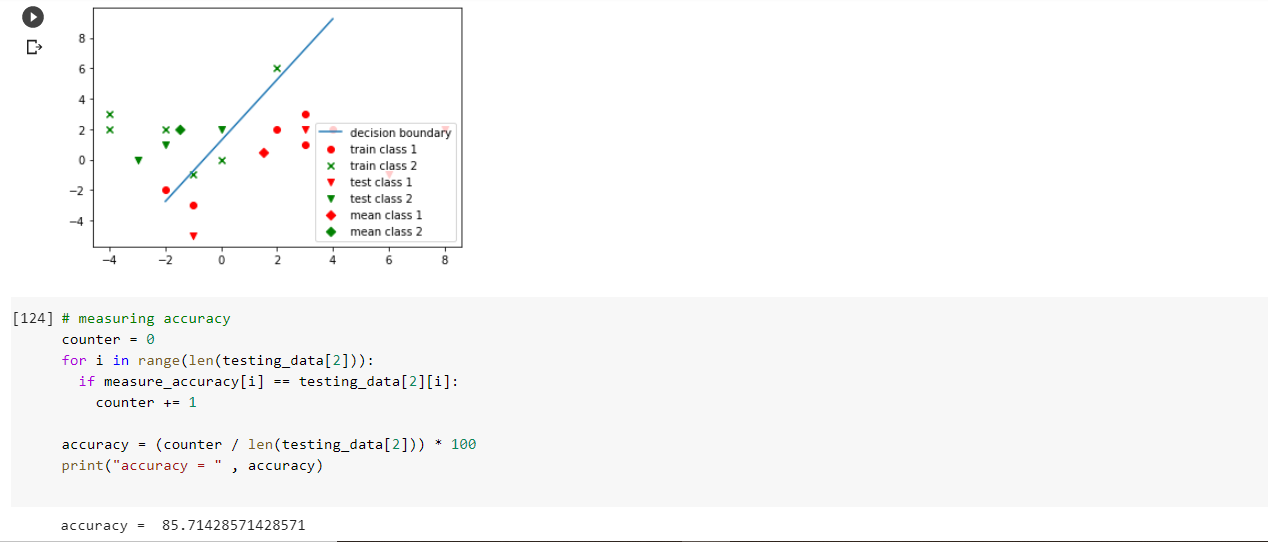 8
6
4
2
0
−2
−4
−4 −2 0 2 4 6 8
decision boundary
train class 1
train class 2
test class 1
test class 2
mean class 1
mean class 2
[124] # measuring accuracy
counter = 0
for i in range(len(testing_data[2])):
if measure_accuracy[i] == testing_data[2][i]:
counter += 1
accuracy = (counter / len(testing_data[2])) * 100
print("accuracy = " , accuracy)
accuracy =  85.71428571428571